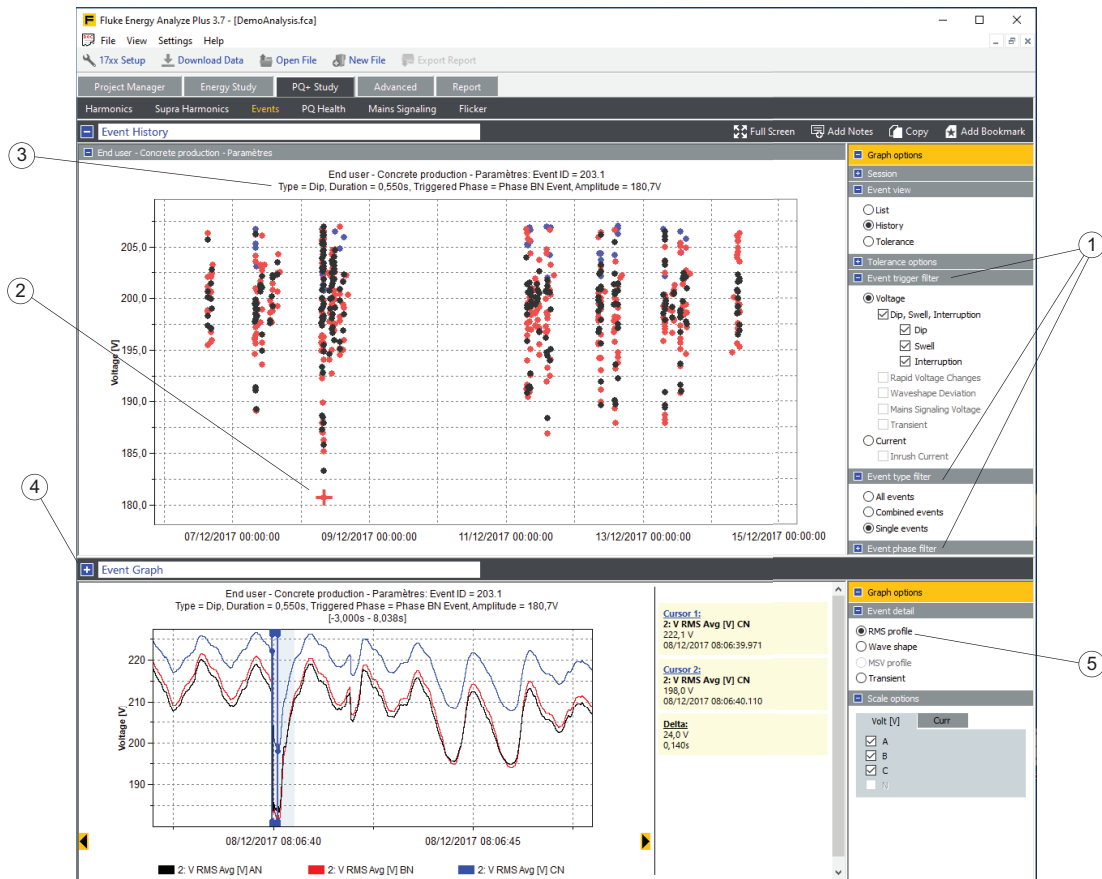 Fluke Energy Analyze Plus 3.7 - [DemoAnalysis.fca]
File View Settings Help
17xx Setup Download Data Open File New File Export Report
Project Manager Energy Study PQ+ Study Advanced Report
Harmonics Supra Harmonics Events PQ Health Mains Signaling Flicker
Event History Full Screen Add Notes Copy Add Bookmark
End user - Concrete production - Paramètres
End user - Concrete production - Paramètres: Event ID = 203.1
Type = Dip, Duration = 0,550s, Triggered Phase = Phase BN Event, Amplitude = 180,7V
Voltage [V]
205,0
200,0
195,0
190,0
185,0
180,0
07/12/2017 00:00:00 09/12/2017 00:00:00 11/12/2017 00:00:00 13/12/2017 00:00:00 15/12/2017 00:00:00
Graph options
Session
Event view
List
History
Tolerance
Tolerance options
Event trigger filter
Voltage
Dip, Swell, Interruption
Dip
Swell
Interruption
Rapid Voltage Changes
Waveshape Deviation
Mains Signaling Voltage
Transient
Current
Inrush Current
Event type filter
All events
Combined events
Single events
Event phase filter
1
2
3
4
5
Event Graph
End user - Concrete production - Paramètres: Event ID = 203.1
Type = Dip, Duration = 0,550s, Triggered Phase = Phase BN Event, Amplitude = 180,7V
[-3,000s - 8,038s]
Voltage [V]
220
210
200
190
08/12/2017 08:06:40 08/12/2017 08:06:45
2: V RMS Avg [V] AN 2: V RMS Avg [V] BN 2: V RMS Avg [V] CN
Cursor 1:
2: V RMS Avg [V] CN
222,1 V
08/12/2017 08:06:39.971
Cursor 2:
2: V RMS Avg [V] CN
198,0 V
08/12/2017 08:06:40.110
Delta:
24,0 V
0,140s
Graph options
Event detail
RMS profile
Wave shape
MSV profile
Transient
Scale options
Volt [V] Curr
A
B
C
N